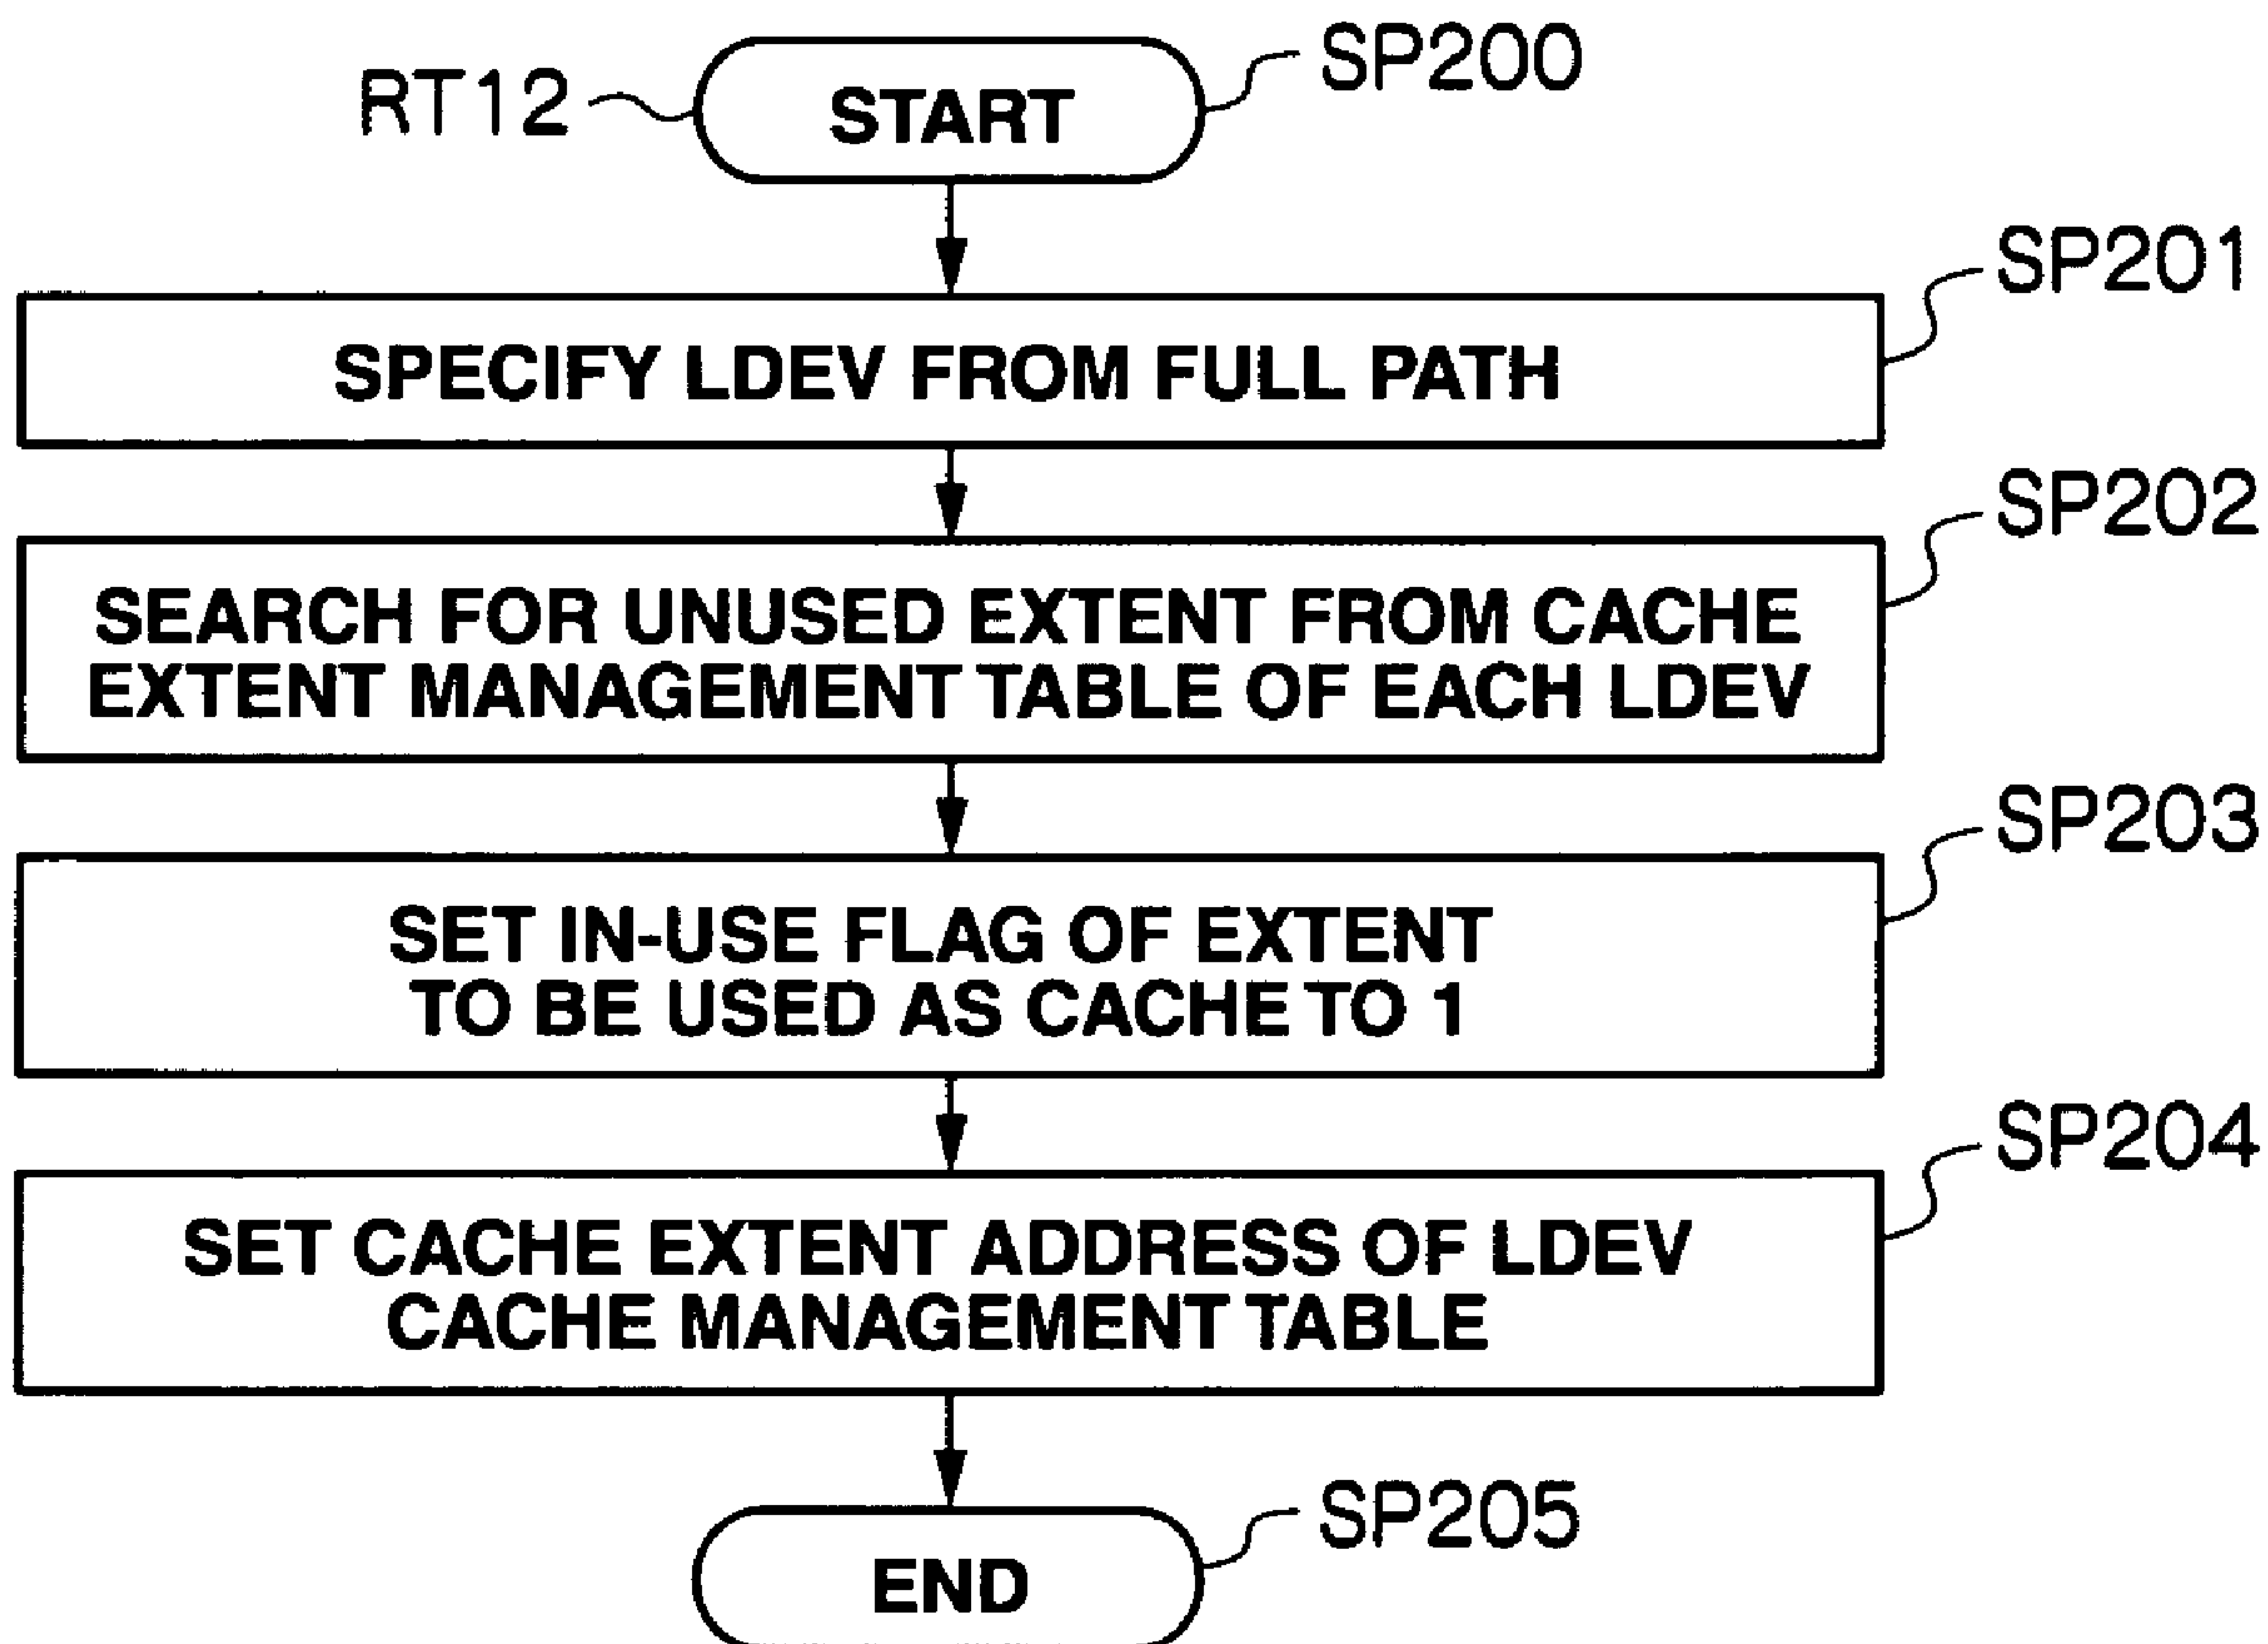 RT12
START
SP200
SP201
SPECIFY LDEV FROM FULL PATH
SP202
SEARCH FOR UNUSED EXTENT FROM CACHE
EXTENT MANAGEMENT TABLE OF EACH LDEV
SP203
SET IN-USE FLAG OF EXTENT
TO BE USED AS CACHE TO 1
SP204
SET CACHE EXTENT ADDRESS OF LDEV
CACHE MANAGEMENT TABLE
SP205
END